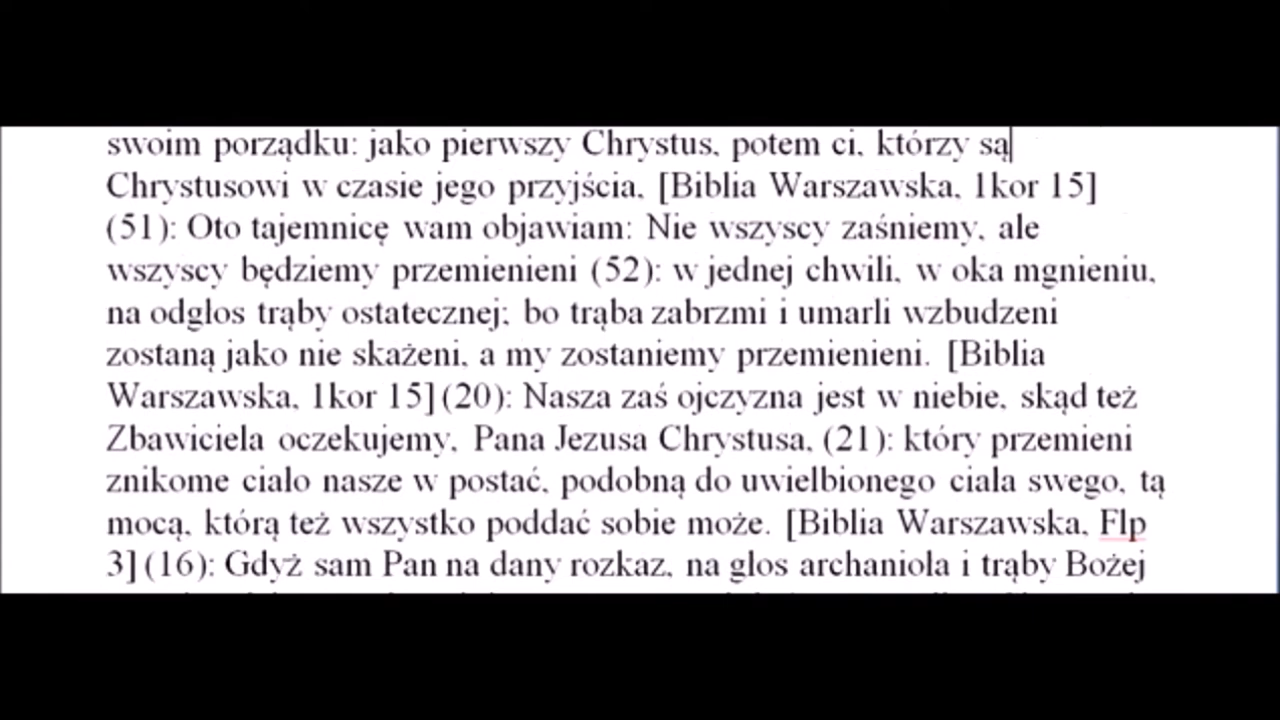 swoim porządku: jako pierwszy Chrystus, potem ci, którzy są
Chrystusowi w czasie jego przyjścia, [Biblia Warszawska, 1kor 15]
(51): Oto tajemnicę wam objawiam: Nie wszyscy zaśniemy, ale
wszyscy będziemy przemienieni (52): w jednej chwili, w oka mgnieniu,
na odgłos trąby ostatecznej; bo trąba zabrzmi i umarli wzbudzeni
zostaną jako nie skażeni, a my zostaniemy przemienieni. [Biblia
Warszawska, 1kor 15] (20): Nasza zaś ojczyzna jest w niebie, skąd też
Zbawiciela oczekujemy, Pana Jezusa Chrystusa, (21): który przemieni
znikome ciało nasze w postać, podobną do uwielbionego ciała swego, tą
mocą, którą też wszystko poddać sobie może. [Biblia Warszawska, Flp
3] (16): Gdyż sam Pan na dany rozkaz, na głos archanioła i trąby Bożej